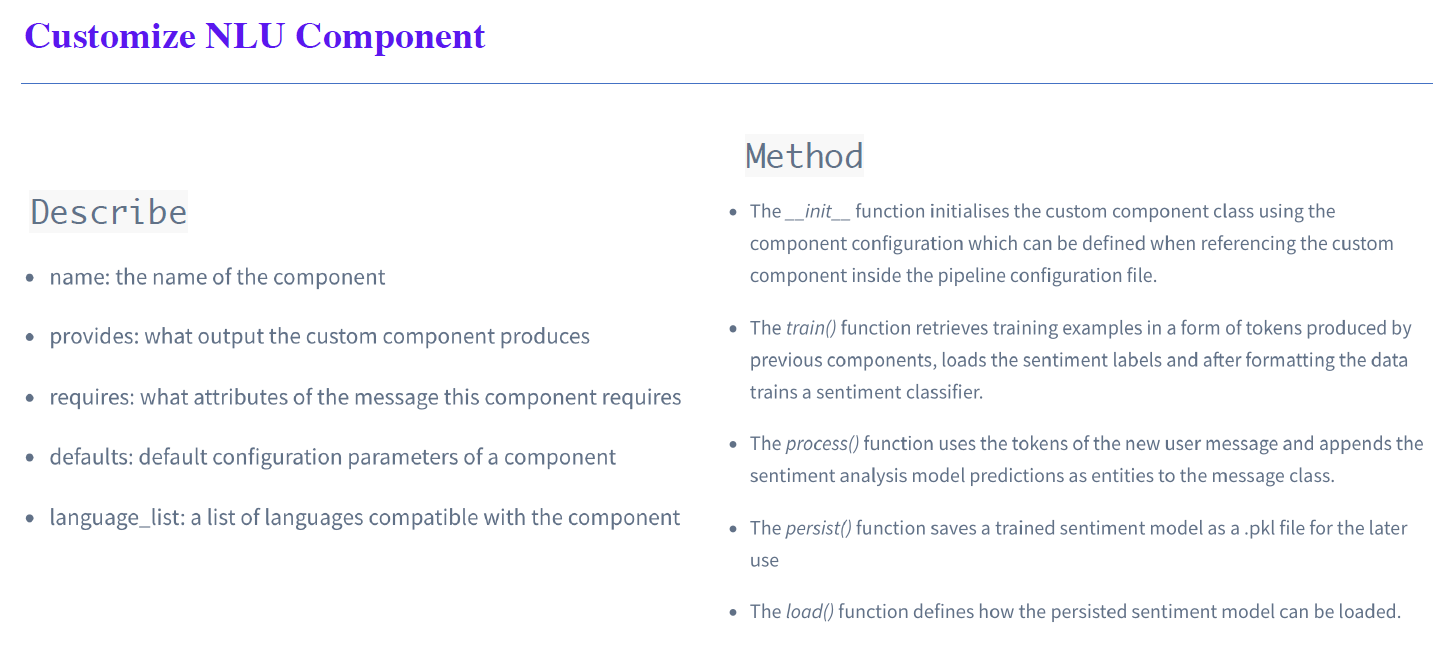 Customize NLU Component
Describe
• name: the name of the component
• provides: what output the custom component produces
• requires: what attributes of the message this component requires
• defaults: default configuration parameters of a component
• language_list: a list of languages compatible with the component
Method
• The __init__ function initialises the custom component class using the
component configuration which can be defined when referencing the custom
component inside the pipeline configuration file.
• The train() function retrieves training examples in a form of tokens produced by
previous components, loads the sentiment labels and after formatting the data
trains a sentiment classifier.
• The process() function uses the tokens of the new user message and appends the
sentiment analysis model predictions as entities to the message class.
• The persist() function saves a trained sentiment model as a .pkl file for the later
use
• The load() function defines how the persisted sentiment model can be loaded.